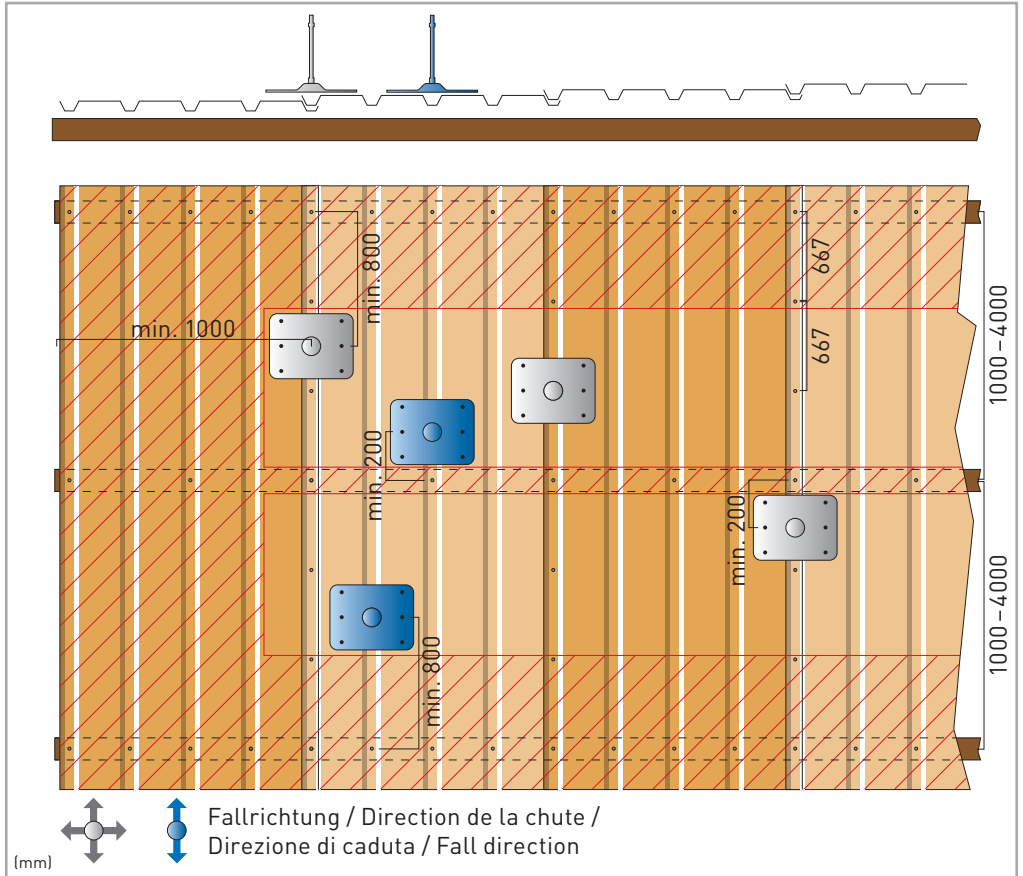 min. 800
667
min. 1000
667
1000 – 4000
min. 200
min. 200
1000 – 4000
min. 800
Fallrichtung / Direction de la chute /
Direzione di caduta / Fall direction
(mm)